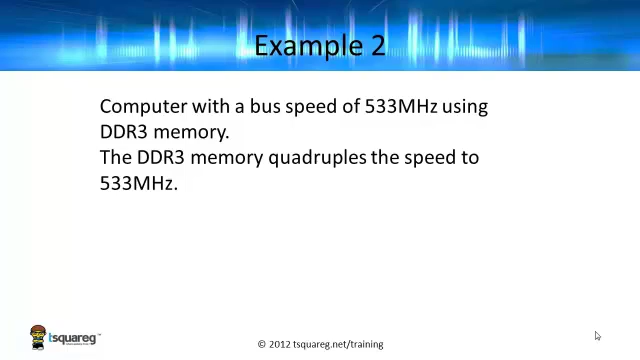 Example 2
Computer with a bus speed of 533MHz using
DDR3 memory.
The DDR3 memory quadruples the speed to
533MHz.
tsquareg
© 2012 tsquareg.net/training